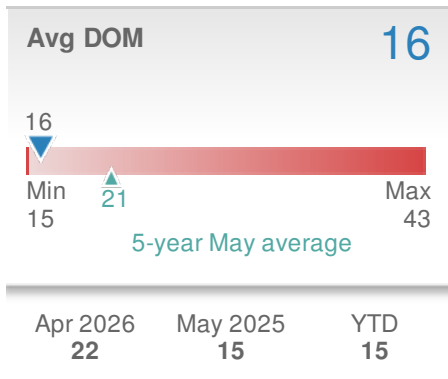 Avg DOM 16
16
Min Max
15 21 43
5-year May average
Apr 2026 May 2025 YTD
22 15 15